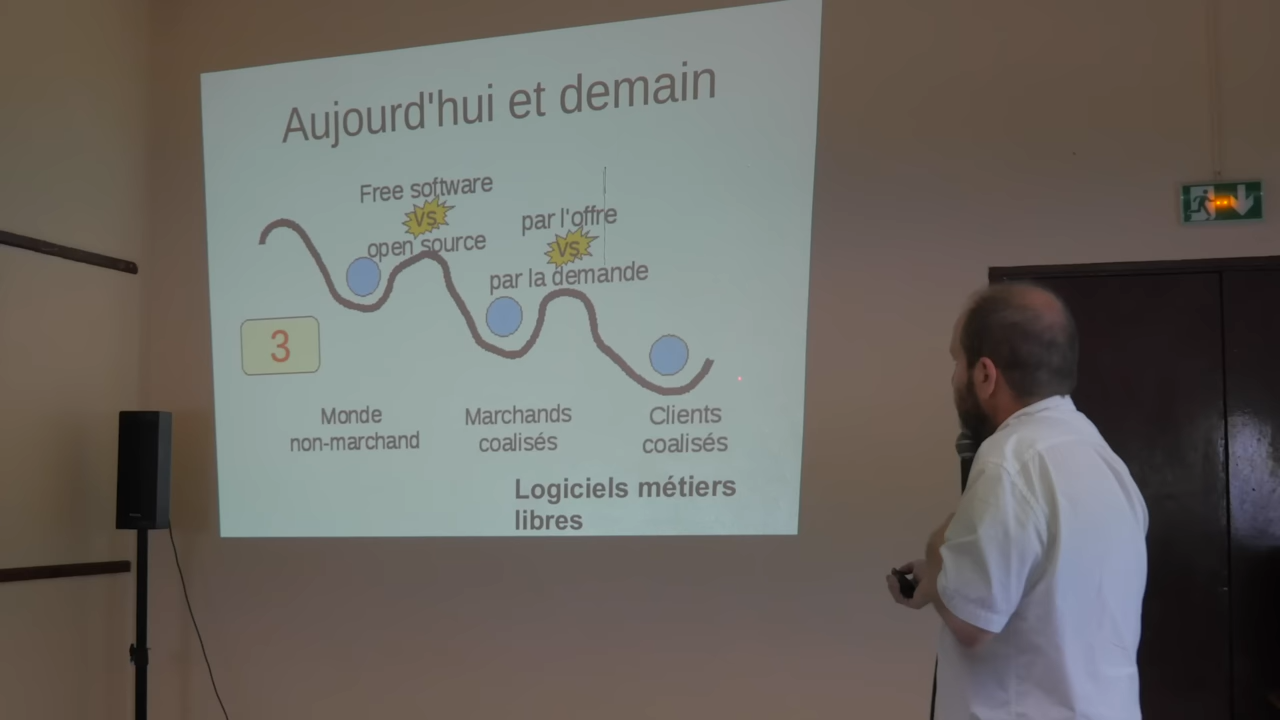 Aujourd'hui et demain
Free software
vs
open source
par l'offre
vs
par la demande
3
Monde
non-marchand
Marchands
coalisés
Clients
coalisés
Logiciels métiers
libres